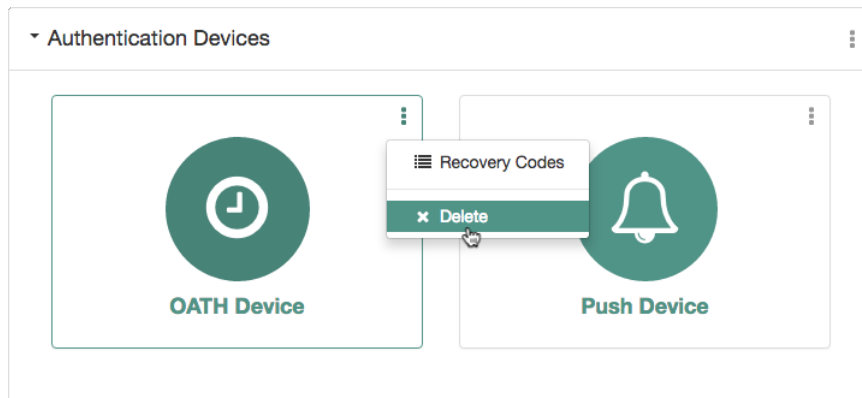 Authentication Devices
Recovery Codes
Delete
OATH Device
Push Device